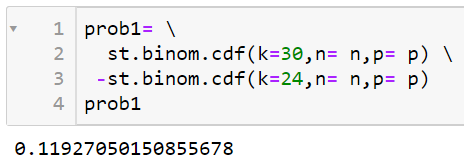 1 prob1= \
2 st.binom.cdf(k=30,n= n,p= p) \
3 -st.binom.cdf(k=24,n= n,p= p)
4 prob1
0.11927050150855678